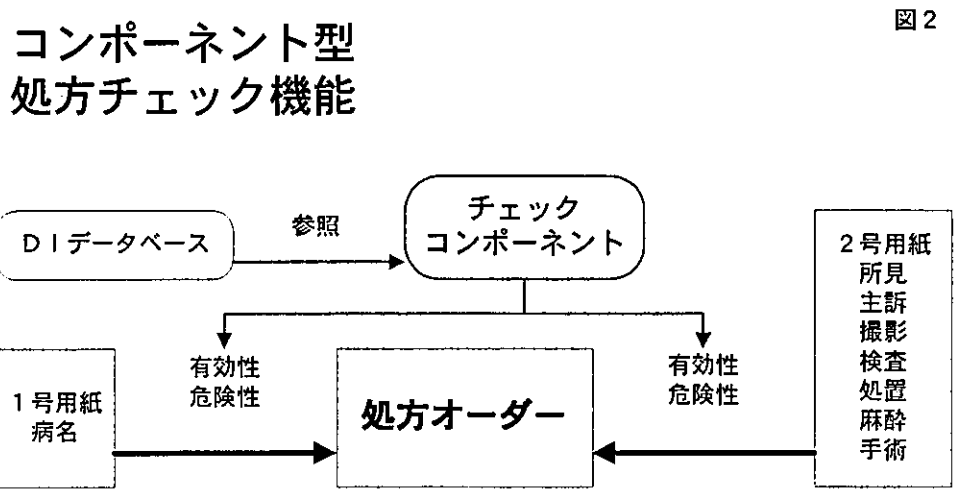 図2
コンポーネント型
処方チェック機能
DIデータベース
参照
チェック
コンポーネント
2号用紙
所見
主訴
撮影
検査
処置
麻酔
手術
有効性
危険性
有効性
危険性
1号用紙
病名
処方オーダー